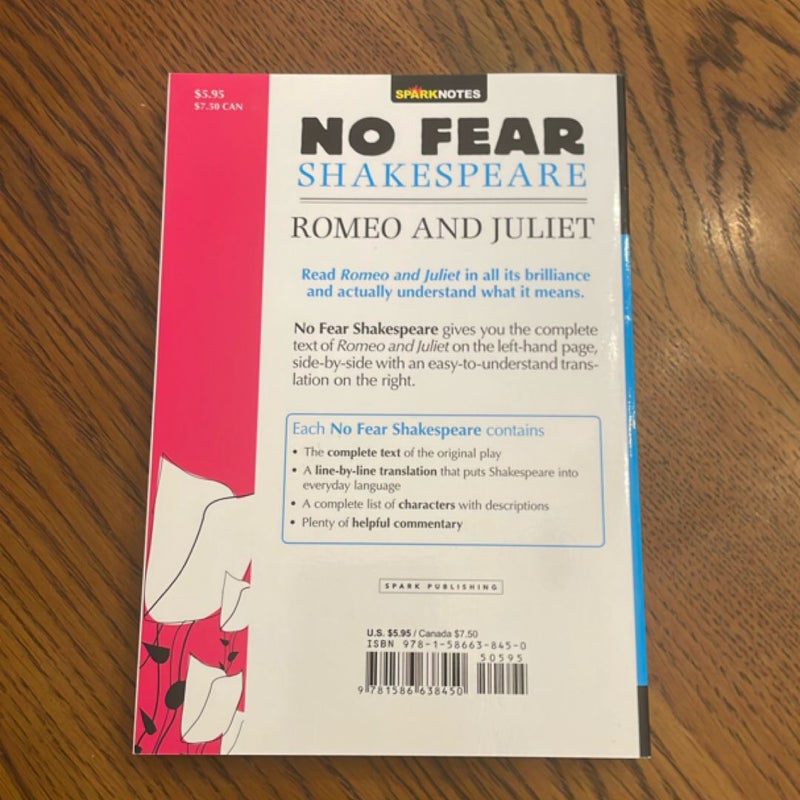 $5.95
$7.50 CAN
SPARKNOTES
NO FEAR
SHAKESPEARE
ROMEO AND JULIET
Read Romeo and Juliet in all its brilliance
and actually understand what it means.
No Fear Shakespeare gives you the complete
text of Romeo and Juliet on the left-hand page,
side-by-side with an easy-to-understand trans-
lation on the right.
Each No Fear Shakespeare contains
• The complete text of the original play
• A line-by-line translation that puts Shakespeare into
everyday language
• A complete list of characters with descriptions
• Plenty of helpful commentary
SPARK PUBLISHING
U.S. $5.95 / Canada $7.50
ISBN 978-1-58663-845-0
50595
9 781586 638450